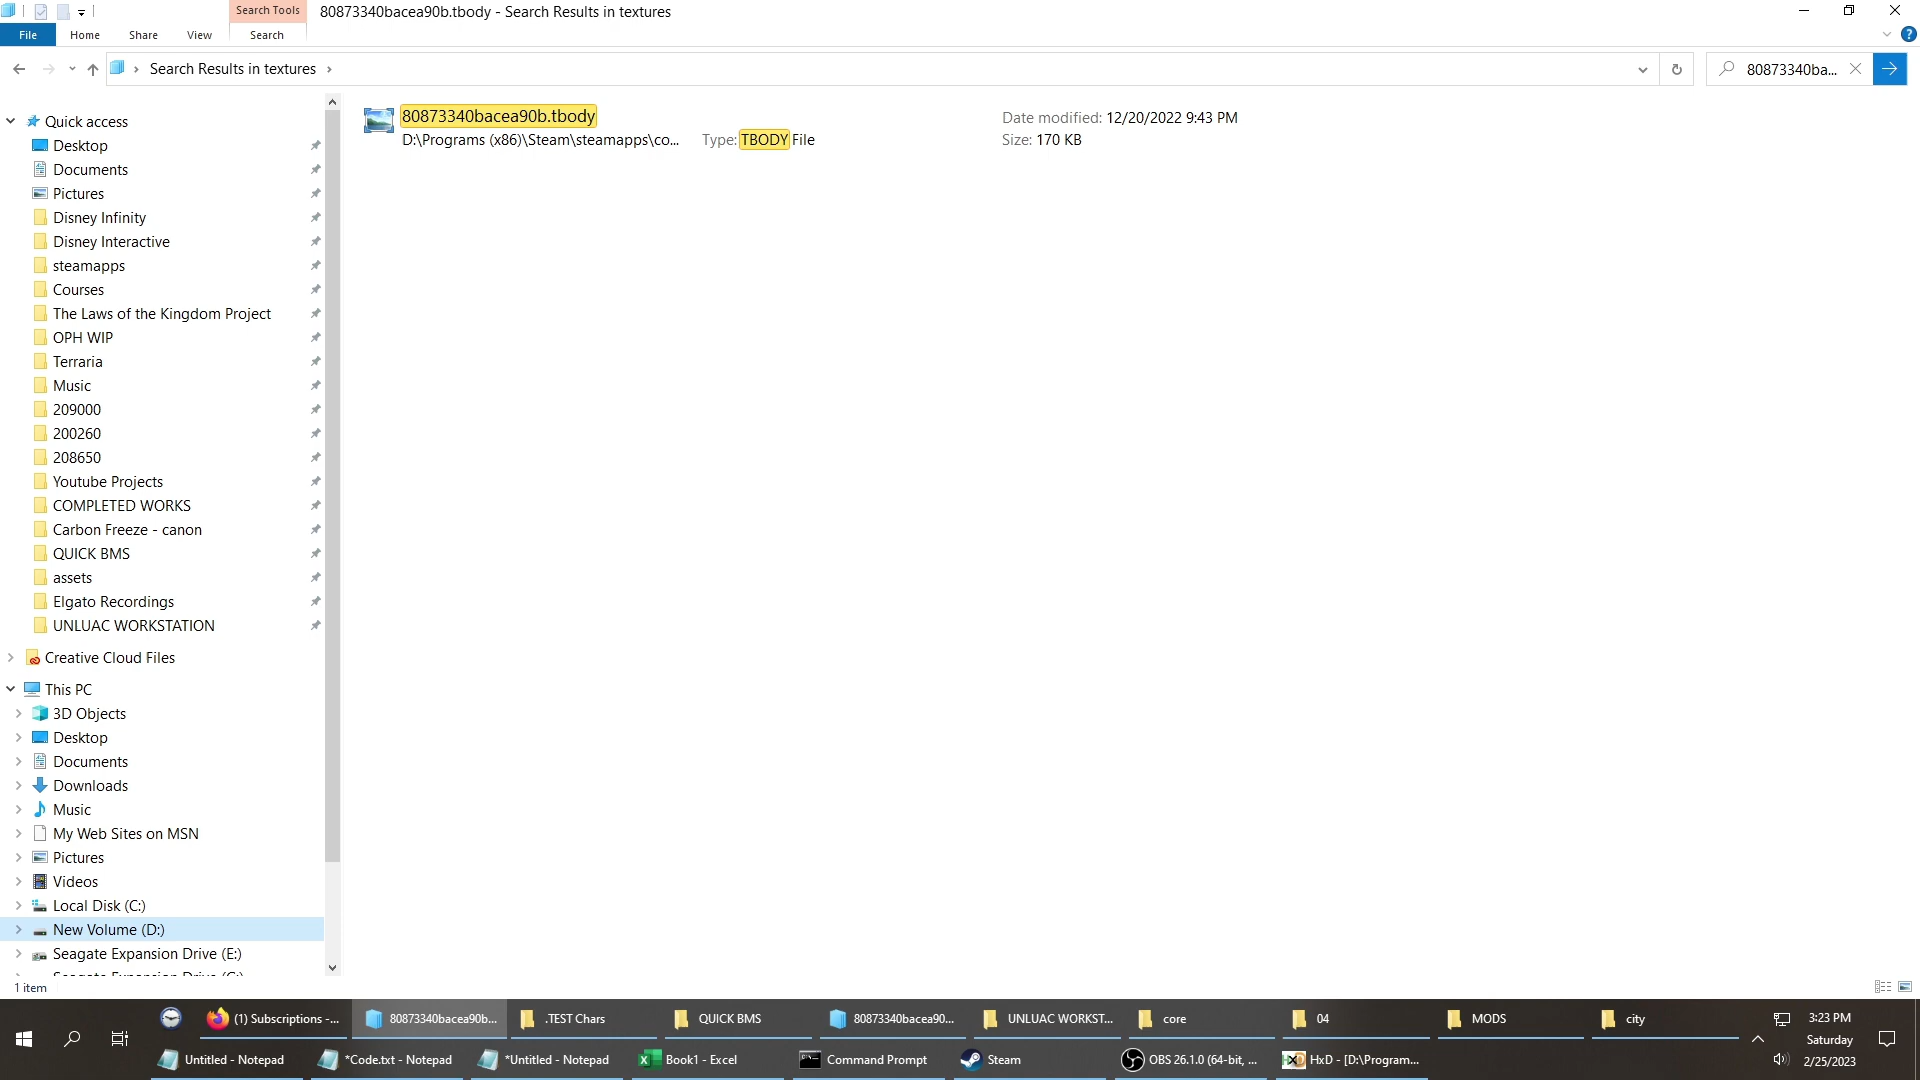 Search Tools
80873340bacea90b.tbody - Search Results in textures
File
Home
Share
View
Search
Search Results in textures
80873340ba...
Quick access
Desktop
Documents
Pictures
Disney Infinity
Disney Interactive
steamapps
Courses
The Laws of the Kingdom Project
OPH WIP
Terraria
Music
209000
200260
208650
Youtube Projects
COMPLETED WORKS
Carbon Freeze - canon
QUICK BMS
assets
Elgato Recordings
UNLUAC WORKSTATION
Creative Cloud Files
This PC
3D Objects
Desktop
Documents
Downloads
Music
My Web Sites on MSN
Pictures
Videos
Local Disk (C:)
New Volume (D:)
Seagate Expansion Drive (E:)
80873340bacea90b.tbody
D:\Programs (x86)\Steam\steamapps\co...
Type: TBODY File
Date modified: 12/20/2022 9:43 PM
Size: 170 KB
1 item
(1) Subscriptions -...
80873340bacea90b...
.TEST Chars
QUICK BMS
80873340bacea90...
UNLUAC WORKST...
core
04
MODS
city
Untitled - Notepad
*Code.txt - Notepad
*Untitled - Notepad
Book1 - Excel
Command Prompt
Steam
OBS 26.1.0 (64-bit, ...
HxD - [D:\Program...
3:23 PM
Saturday
2/25/2023